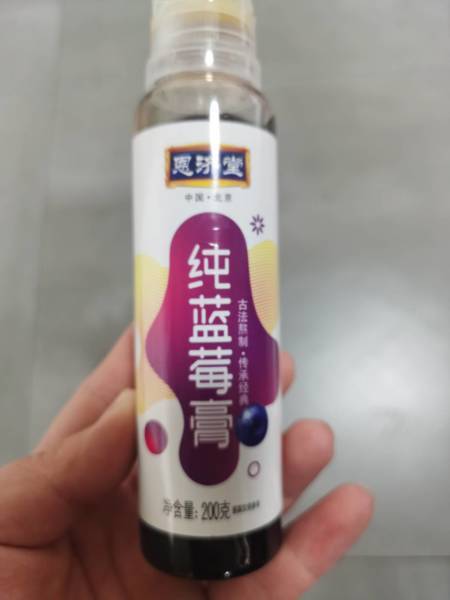 恩济堂
中国·北京
纯蓝莓膏
古法熬制·传承经典
净含量：200克